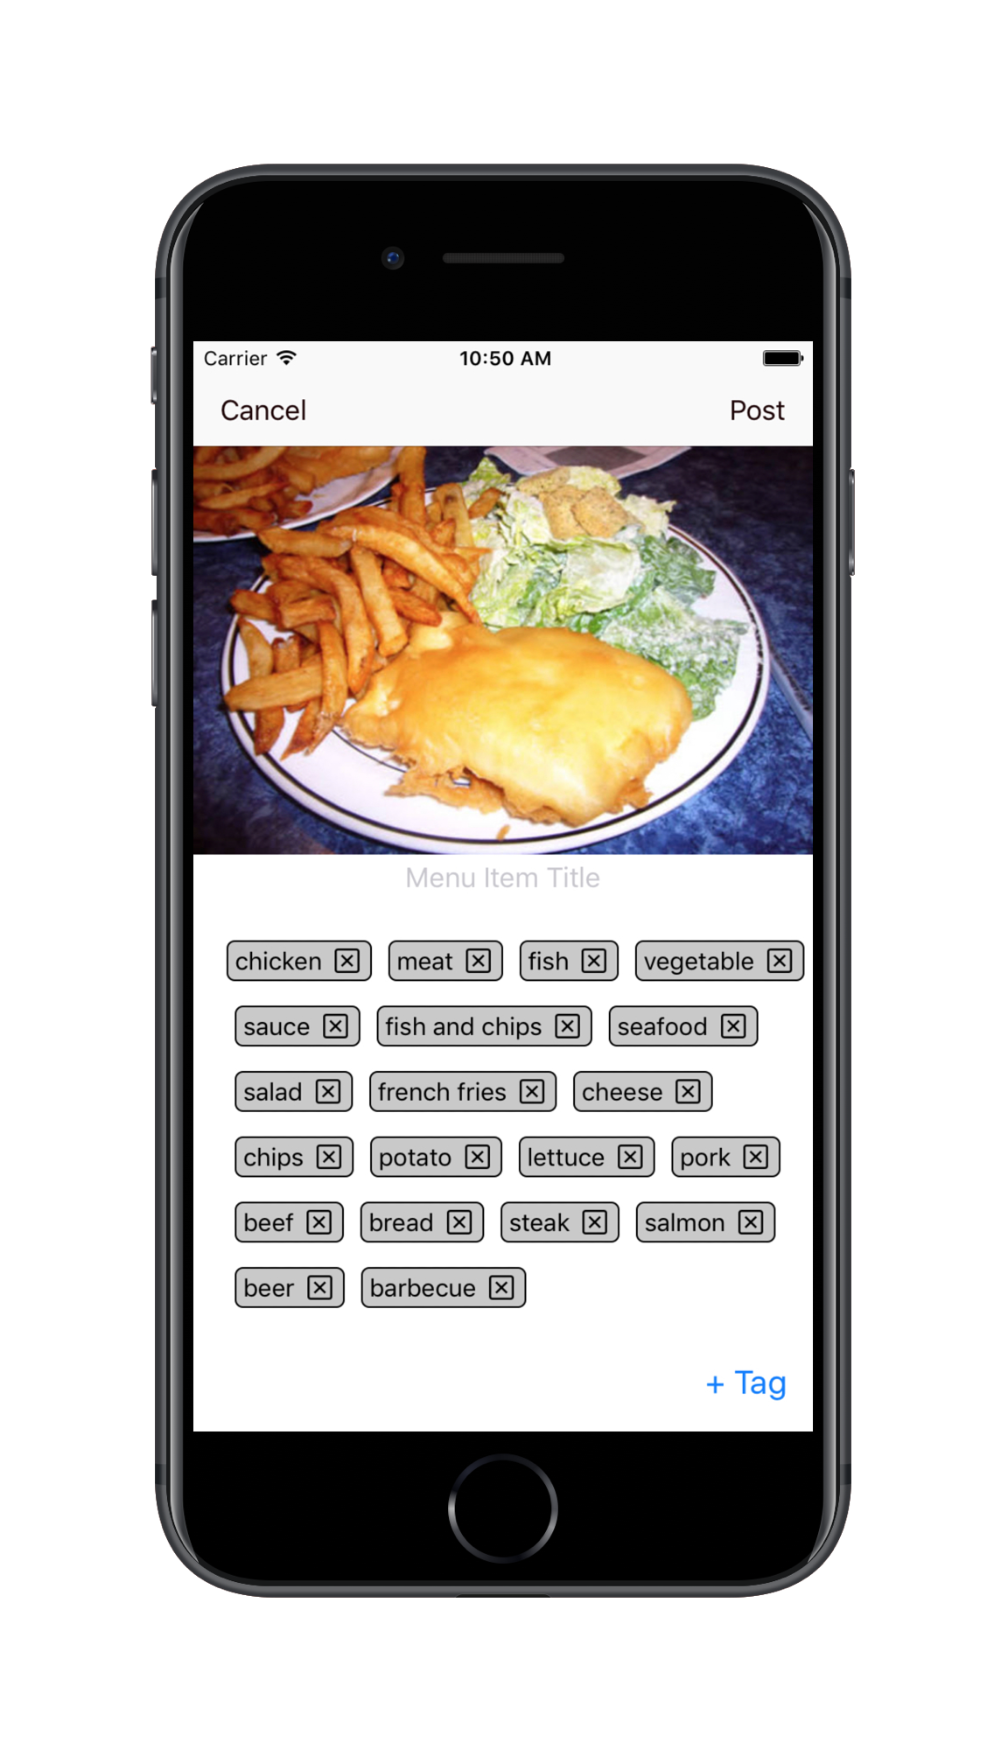 Carrier 10:50 AM
Cancel Post
Menu Item Title
chicken meat fish vegetable
sauce fish and chips seafood
salad french fries cheese
chips potato lettuce pork
beef bread steak salmon
beer barbecue
+ Tag